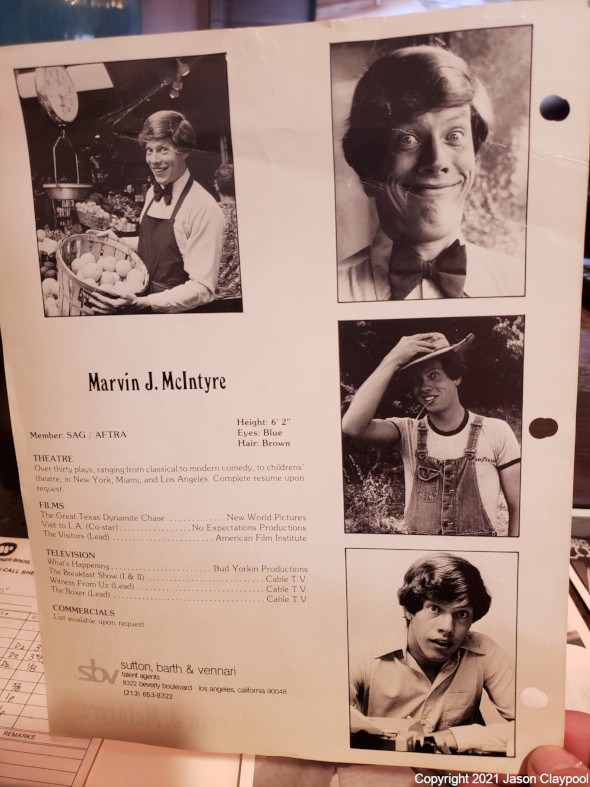 Marvin J. McIntyre
Height: 6' 2"
Member: SAG / AFTRA
Eyes: Blue
Hair: Brown
THEATRE
Over thirty plays, ranging from classical to modern comedy, to childrens'
theatre, in New York, Miami, and Los Angeles. Complete resume upon
request.
FILMS
The Great Texas Dynamite Chase . . . . . . . . . . . . . New World Pictures
Visit to L.A. (Co-star) . . . . . . . . . . . . . . . . No Expectations Productions
The Visitors (Lead) . . . . . . . . . . . . . . . . . . . . . . American Film Institute
TELEVISION
What's Happening . . . . . . . . . . . . . . . . . . . . . Bud Yorkin Productions
The Breakfast Show (I & II) . . . . . . . . . . . . . . . . . . . . . . . . Cable T.V.
Witness From Uz (Lead) . . . . . . . . . . . . . . . . . . . . . . . . . . Cable T.V.
The Boxer (Lead) . . . . . . . . . . . . . . . . . . . . . . . . . . . . . . . Cable T.V.
COMMERCIALS
List available upon request.
sbv sutton, barth & vennari
talent agents
8322 beverly boulevard los angeles, california 90048
(213) 653-8322
REMARKS
Copyright 2021 Jason Claypool